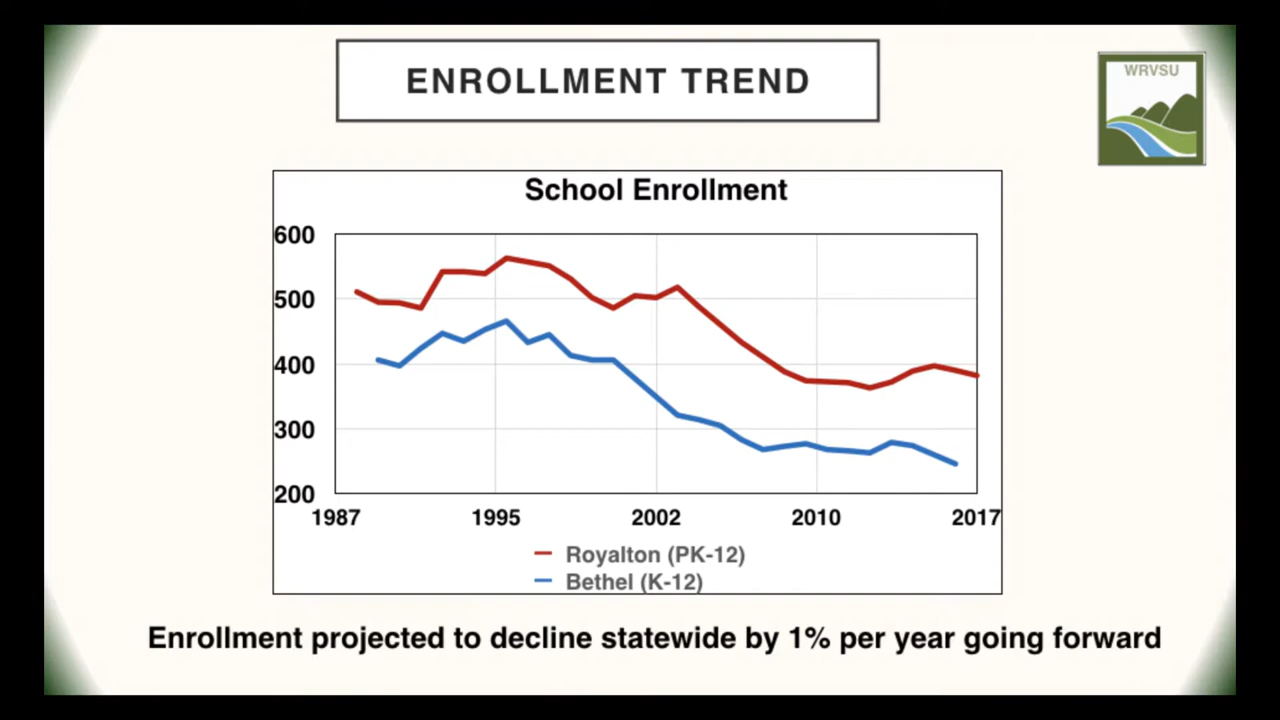 ENROLLMENT TREND
WRVSU
School Enrollment
600
500
400
300
200
1987 1995 2002 2010 2017
Royalton (PK-12)
Bethel (K-12)
Enrollment projected to decline statewide by 1% per year going forward